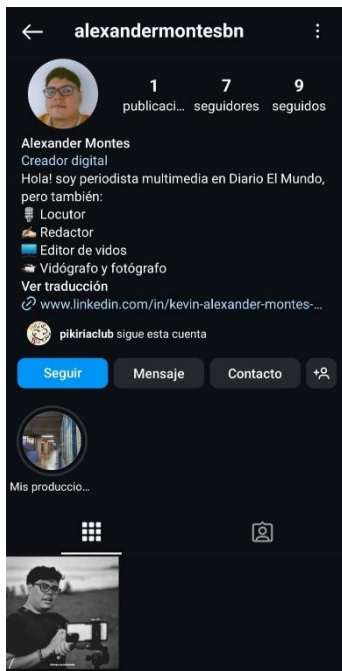 alexandermontesbn
1 7 9
publicaci... seguidores seguidos
Alexander Montes
Creador digital
Hola! soy periodista multimedia en Diario El Mundo,
pero también:
🎙️ Locutor
✍🏼 Redactor
Editor de vidos
Vidógrafo y fotógrafo
Ver traducción
www.linkedin.com/in/kevin-alexander-montes-...
pikiriaclub sigue esta cuenta
Seguir Mensaje Contacto
Mis produccio...